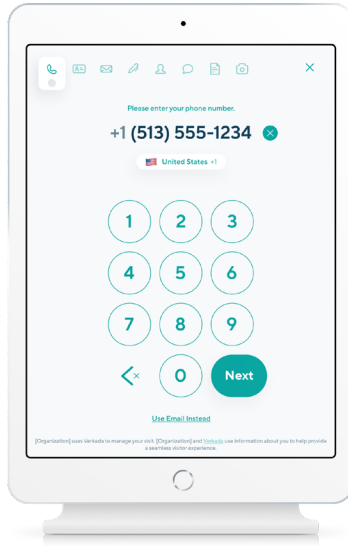 Please enter your phone number.
+1 (513) 555-1234
United States +1
1 2 3
4 5 6
7 8 9
0 Next
Use Email Instead
[Organization] uses Verkada to manage your visit. [Organization] and Verkada use information about you to help provide
a seamless visitor experience.